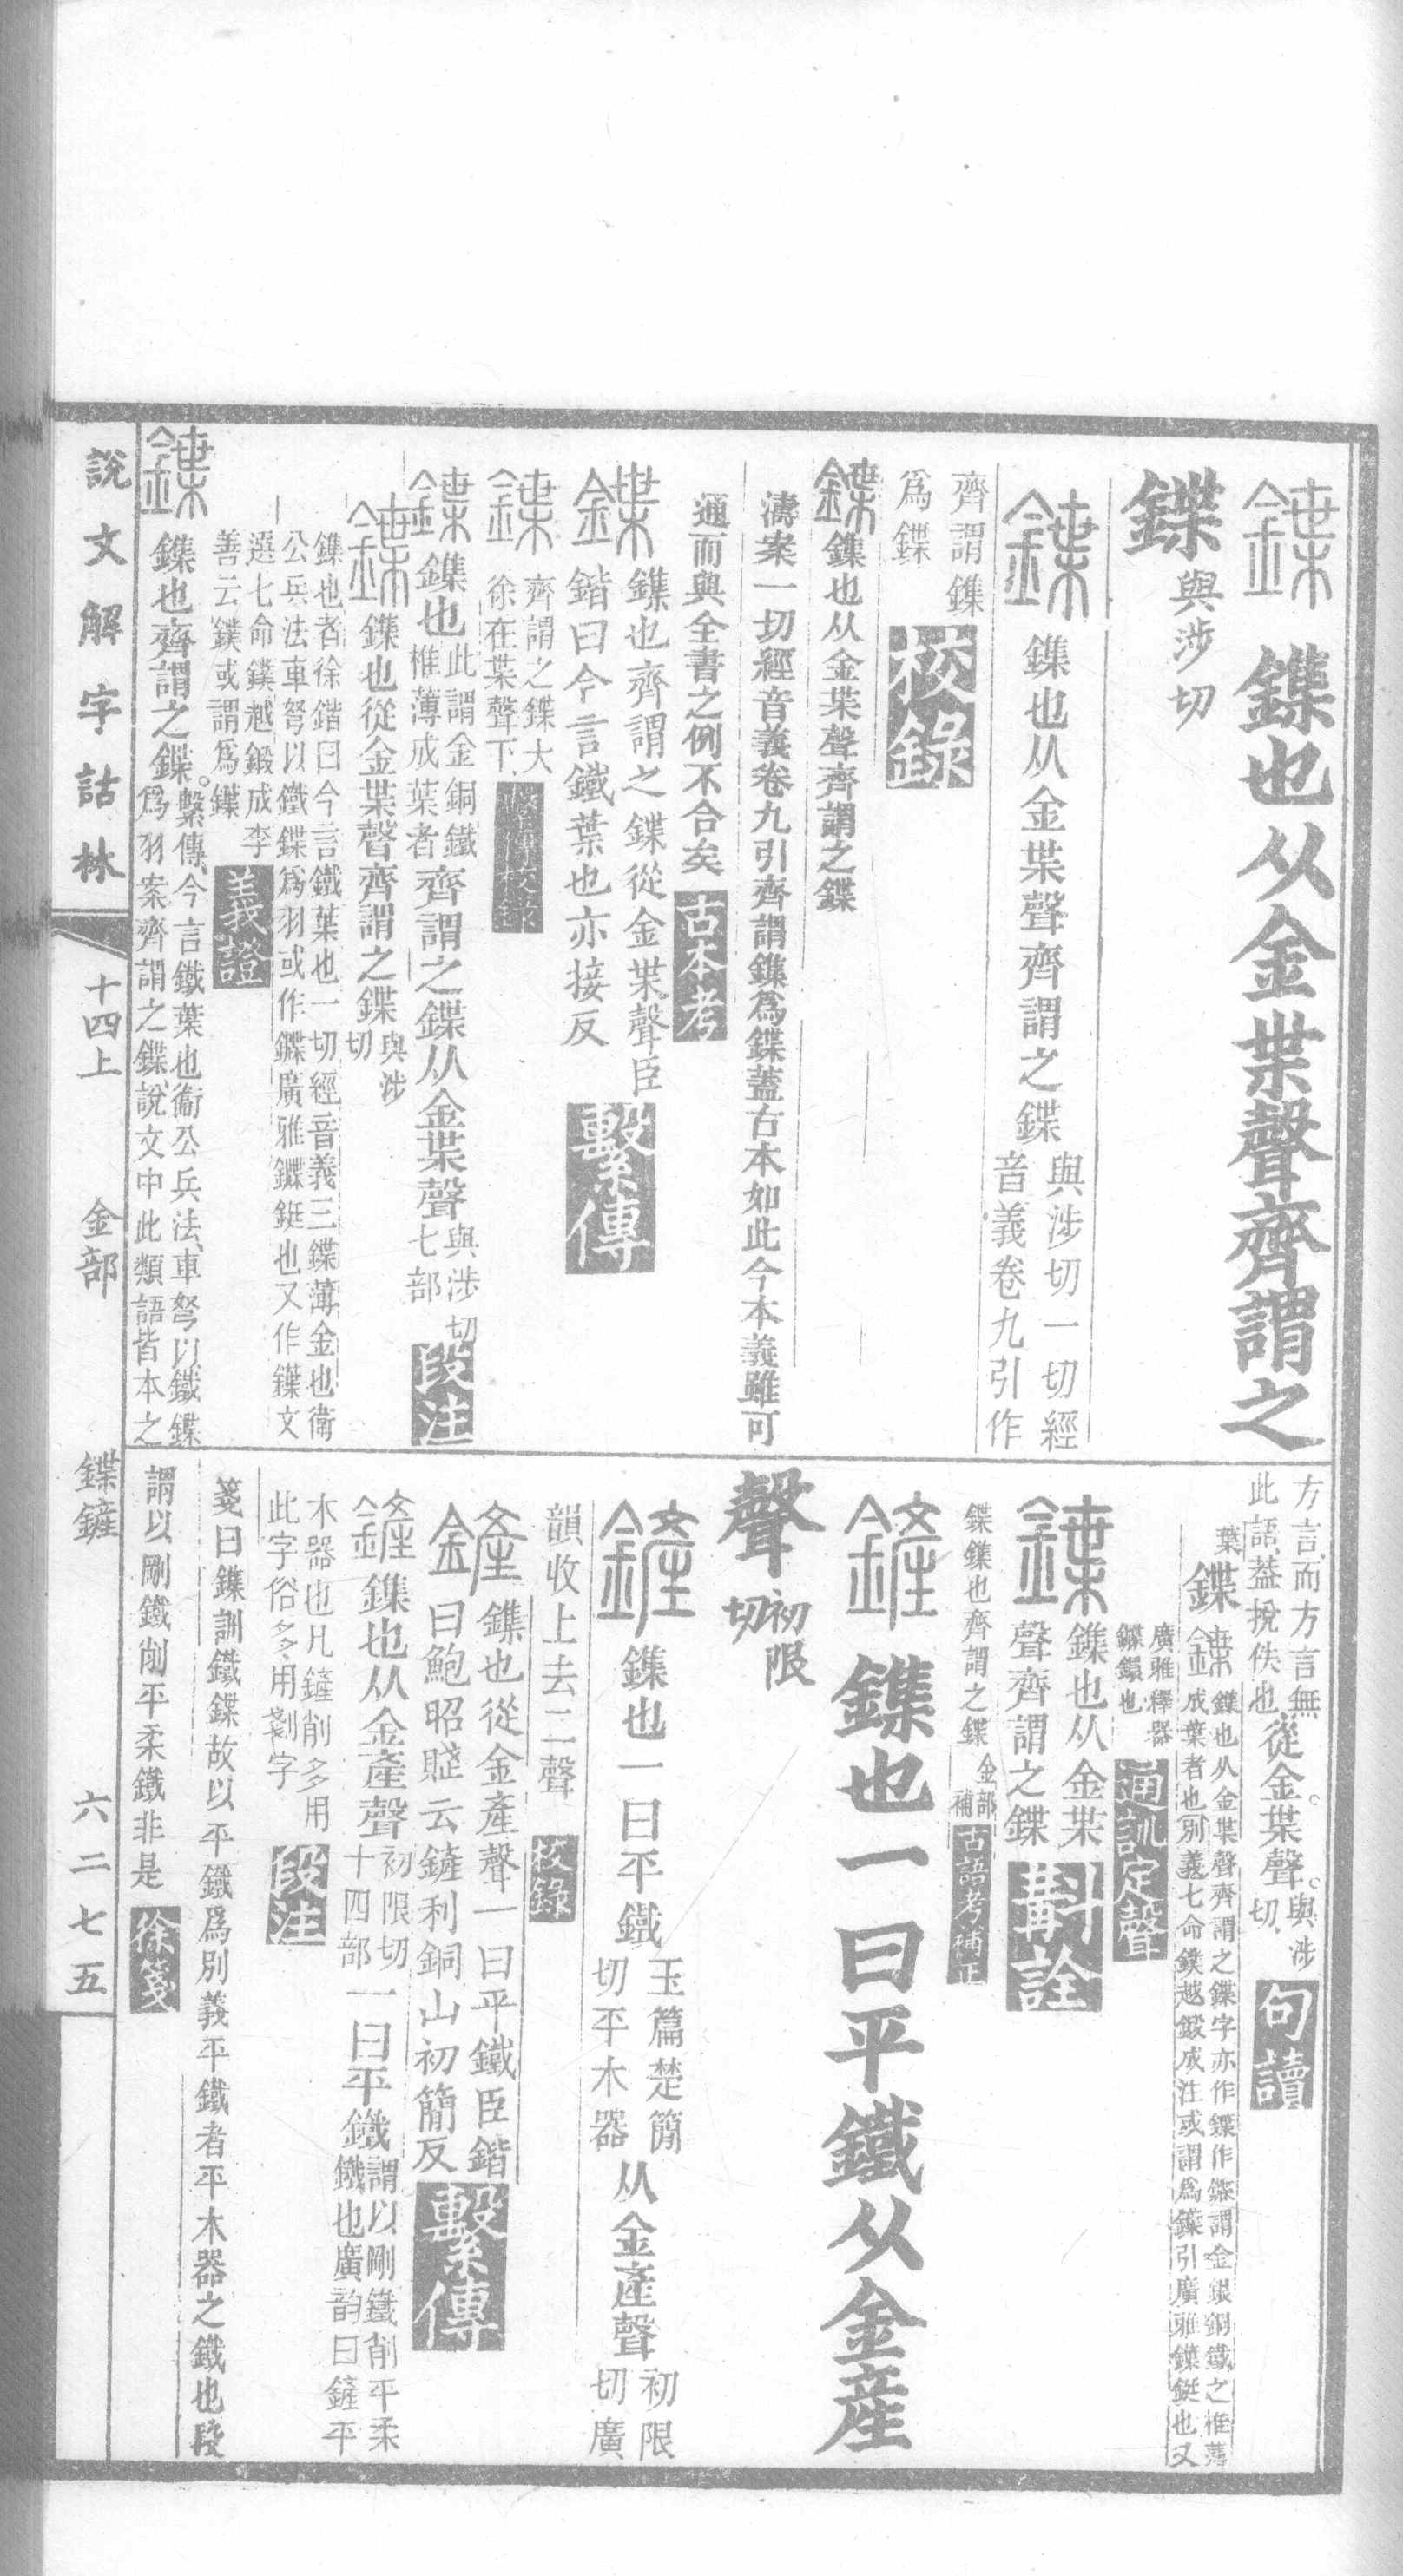 鍱 鏶也从金枼聲齊謂之
鍱 與涉切
鍱 鏶也从金枼聲齊謂之鍱 與涉切一切經
音義卷九引作
齊謂鏶
爲鍱 校錄
鍱 鏶也从金枼聲齊謂之鍱
濤案一切經音義卷九引齊謂鏶爲鍱蓋古本如此今本義雖可
通而與全書之例不合矣 古本考
鍱 鏶也齊謂之鍱從金枼聲臣
鍇曰今言鐵葉也亦接反 繫傳
鍱 齊謂之鍱大
徐在枼聲下 繫傳校錄
鍱 鏶也 此謂金銅鐵
椎薄成葉者 齊謂之鍱从金枼聲 與涉切
七部 段注
鍱 鏶也從金枼聲齊謂之鍱 與涉
切
鏶也者徐鍇曰今言鐵葉也一切經音義三鍱薄金也衛
公兵法車弩以鐵鍱爲羽或作鐷廣雅鐷鋌也又作鏶文
選七命鏷越鍛成李
善云鏷或謂爲鏶 義證
鍱 鏶也齊謂之鍱。 繫傳、今言鐵葉也衞公兵法、車弩以鐵鍱
爲羽案齊謂之鍱、說文中此類語皆本之
方言、而方言無
此語、葢挩佚也 從金。枼聲。 與涉
切、 句讀
葉 鍱 鍱 鏶也从金枼聲齊謂之鍱字亦作鐷作鏶謂金銀銅鐵之椎薄
成葉者也別義七命鏷越鍛成注或謂爲鏶引廣雅鏶鋌也又
廣雅釋器
鐷鎻也 通訓定聲
鍱 鏶也从金枼
聲齊謂之鍱 斠詮
鍱鏶也齊謂之鍱 金部
補 古語考補正
鏟 鏶也一曰平鐵从金產
聲 初限
切
鏟 鏶也一曰平鐵 玉篇楚簡
切平木器 从金產聲 初限
切廣
韻收上去二聲 校錄
鏟 鏶也從金產聲一曰平鐵臣鍇
曰鮑昭賤云鏟利銅山初簡反 繫傳
鏟 鏶也从金產聲 初限切
十四部 一曰平鐵 謂以剛鐵削平柔
鐵也廣韵曰鏟平
木器也凡鏟削多用
此字俗多用剗字 段注
箋曰鏶訓鐵鍱故以平鐵爲別義平鐵者平木器之鐵也段
謂以剛鐵削平柔鐵非是 徐箋
說文解字詁林 十四上 金部 鍱鏟 六二七五